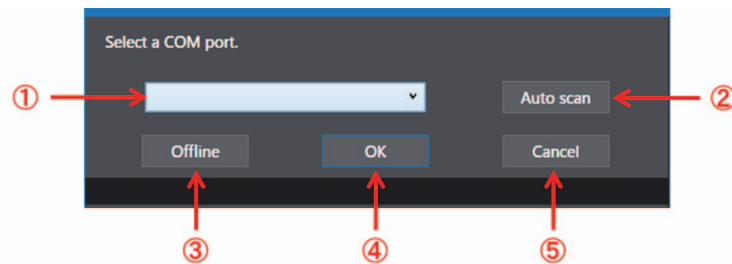 Select a COM port.
① Auto scan ②
Offline OK Cancel
③ ④ ⑤